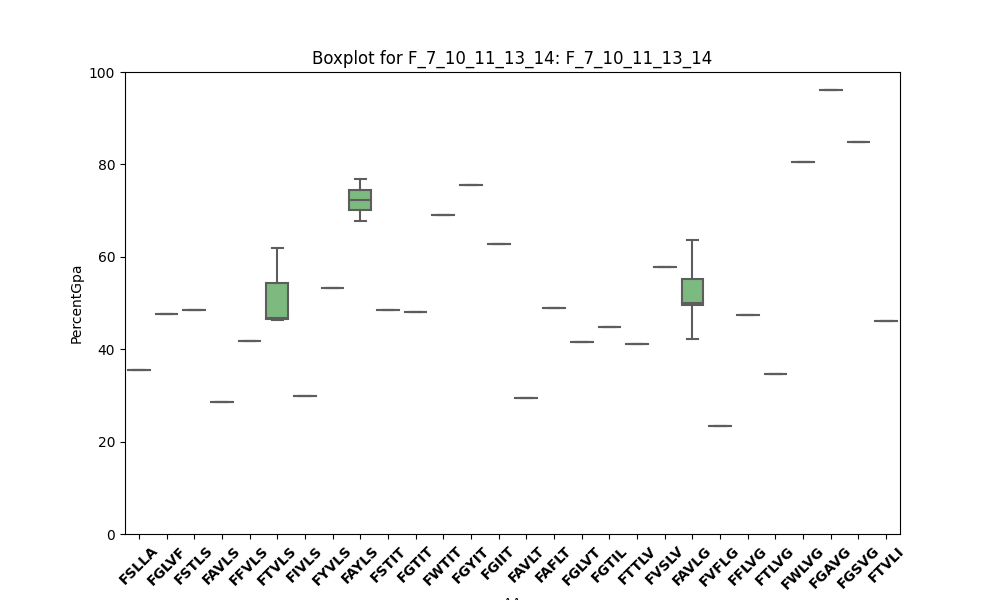 Boxplot for F_7_10_11_13_14: F_7_10_11_13_14
PercentGpa
100
80
60
40
20
0
FSLLA
FGLVF
FSTLS
FAVLS
FFVLS
FTVLS
FIVLS
FYVLS
FAYLS
FSTIT
FGTIT
FWTIT
FGYIT
FGIIT
FAVLT
FAFLT
FGLVT
FGTIL
FTTLV
FVSLV
FAVLG
FVFLG
FFLVG
FTLVG
FWLVG
FGAVG
FGSVG
FTVLI